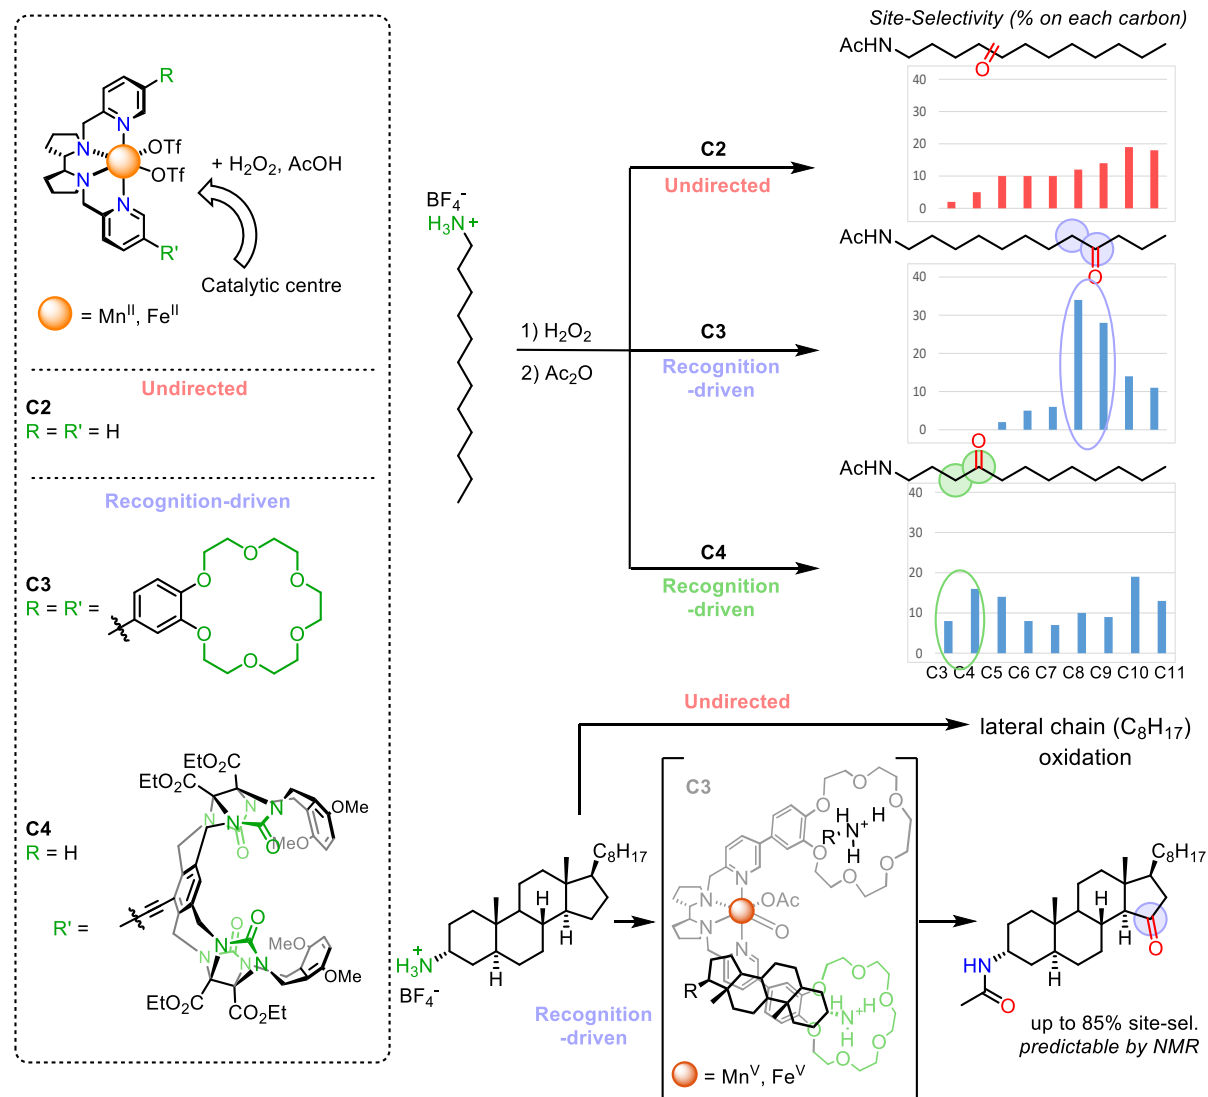 Site-Selectivity (% on each carbon)
AcHN
O
40
30
20
10
0
R
N
N
N
N
OTf
OTf
R'
+ H₂O₂, AcOH
Catalytic centre
= Mnᴵᴵ, Feᴵᴵ
Undirected
C2
R = R' = H
Recognition-driven
C3
R = R' =
O
O
O
O
O
O
C4
R = H
R' =
EtO₂C
CO₂Et
EtO₂C
CO₂Et
OMe
MeO
N
N
N
N
O
O
O
O
N
N
N
N
MeO
OMe
EtO₂C
CO₂Et
EtO₂C
CO₂Et
BF₄⁻
H₃N⁺
1) H₂O₂
2) Ac₂O
C2
Undirected
C3
Recognition
-driven
C4
Recognition
-driven
AcHN
O
40
30
20
10
0
AcHN
O
40
30
20
10
0
C3 C4 C5 C6 C7 C8 C9 C10 C11
Undirected
lateral chain (C₈H₁₇)
oxidation
C₈H₁₇
H
H
H
H₃N⁺
BF₄⁻
Recognition
-driven
C3
O
O
O
O
O
O
R'
H
H
N⁺
H
N
N
N
N
OAc
O
R
H
H
N⁺
H
O
O
O
O
O
O
= Mnⱽ, Feⱽ
C₈H₁₇
H
H
H
O
HN
O
up to 85% site-sel.
predictable by NMR